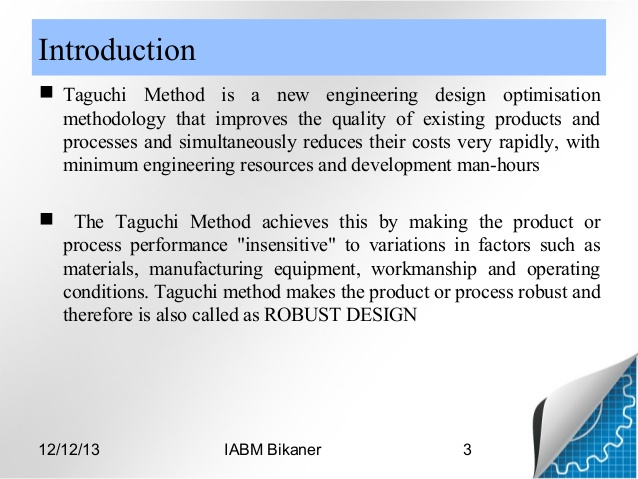 Introduction
■ Taguchi Method is a new engineering design optimisation
methodology that improves the quality of existing products and
processes and simultaneously reduces their costs very rapidly, with
minimum engineering resources and development man-hours
■ The Taguchi Method achieves this by making the product or
process performance "insensitive" to variations in factors such as
materials, manufacturing equipment, workmanship and operating
conditions. Taguchi method makes the product or process robust and
therefore is also called as ROBUST DESIGN
12/12/13 IABM Bikaner 3